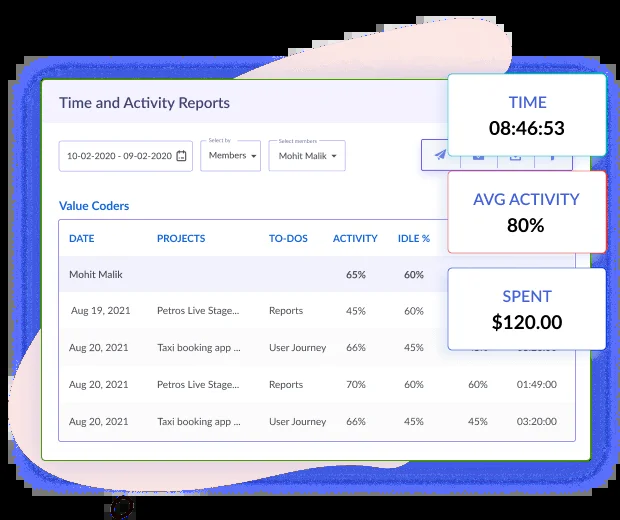 Time and Activity Reports
TIME
08:46:53
Select by
Select members
10-02-2020 - 09-02-2020
Members
Mohit Malik
AVG ACTIVITY
80%
Value Coders
DATE PROJECTS TO-DOS ACTIVITY IDLE %
Mohit Malik 65% 60%
SPENT
$120.00
Aug 19, 2021 Petros Live Stage... Reports 45% 60%
Aug 20, 2021 Taxi booking app ... User Journey 66% 45%
Aug 20, 2021 Petros Live Stage... Reports 70% 60% 60% 01:49:00
Aug 20, 2021 Taxi booking app ... User Journey 66% 45% 45% 03:20:00